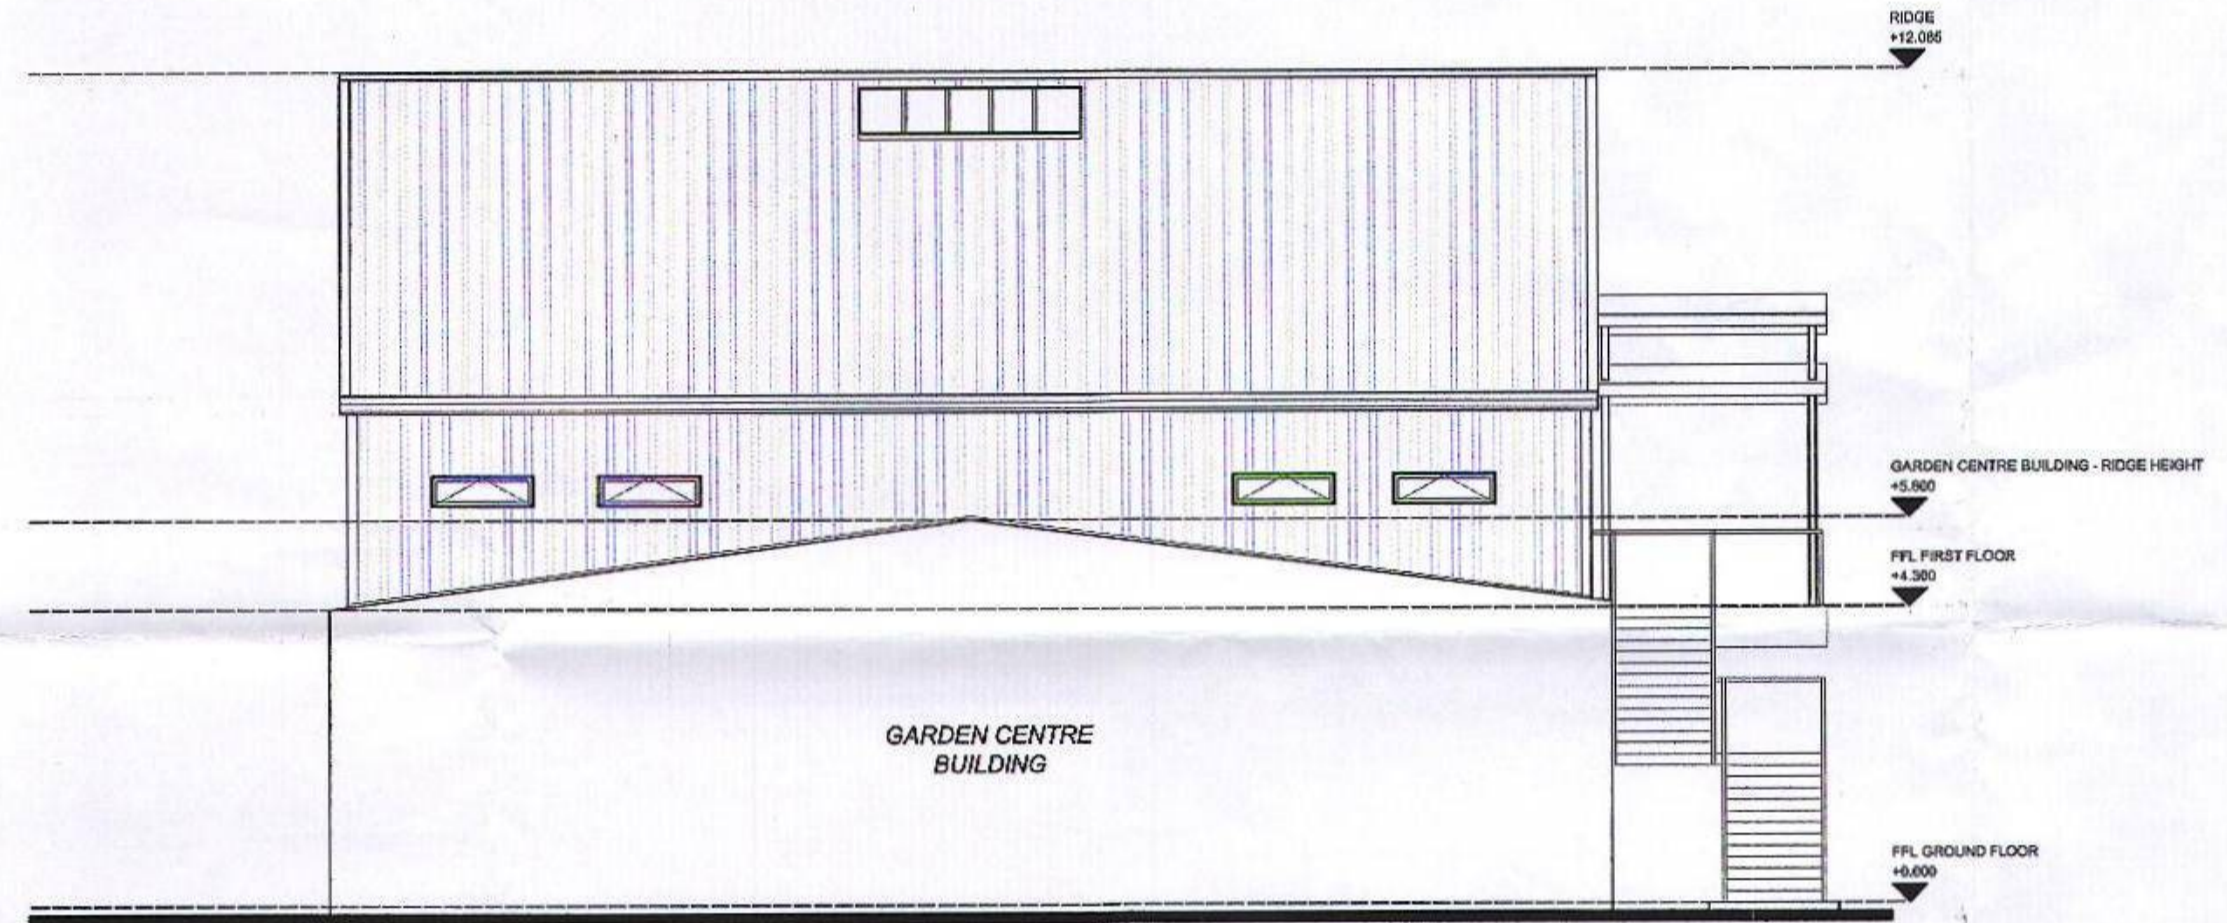 RIDGE
+12.085
GARDEN CENTRE BUILDING - RIDGE HEIGHT
+5.600
FFL FIRST FLOOR
+4.300
GARDEN CENTRE
BUILDING
FFL GROUND FLOOR
+0.000